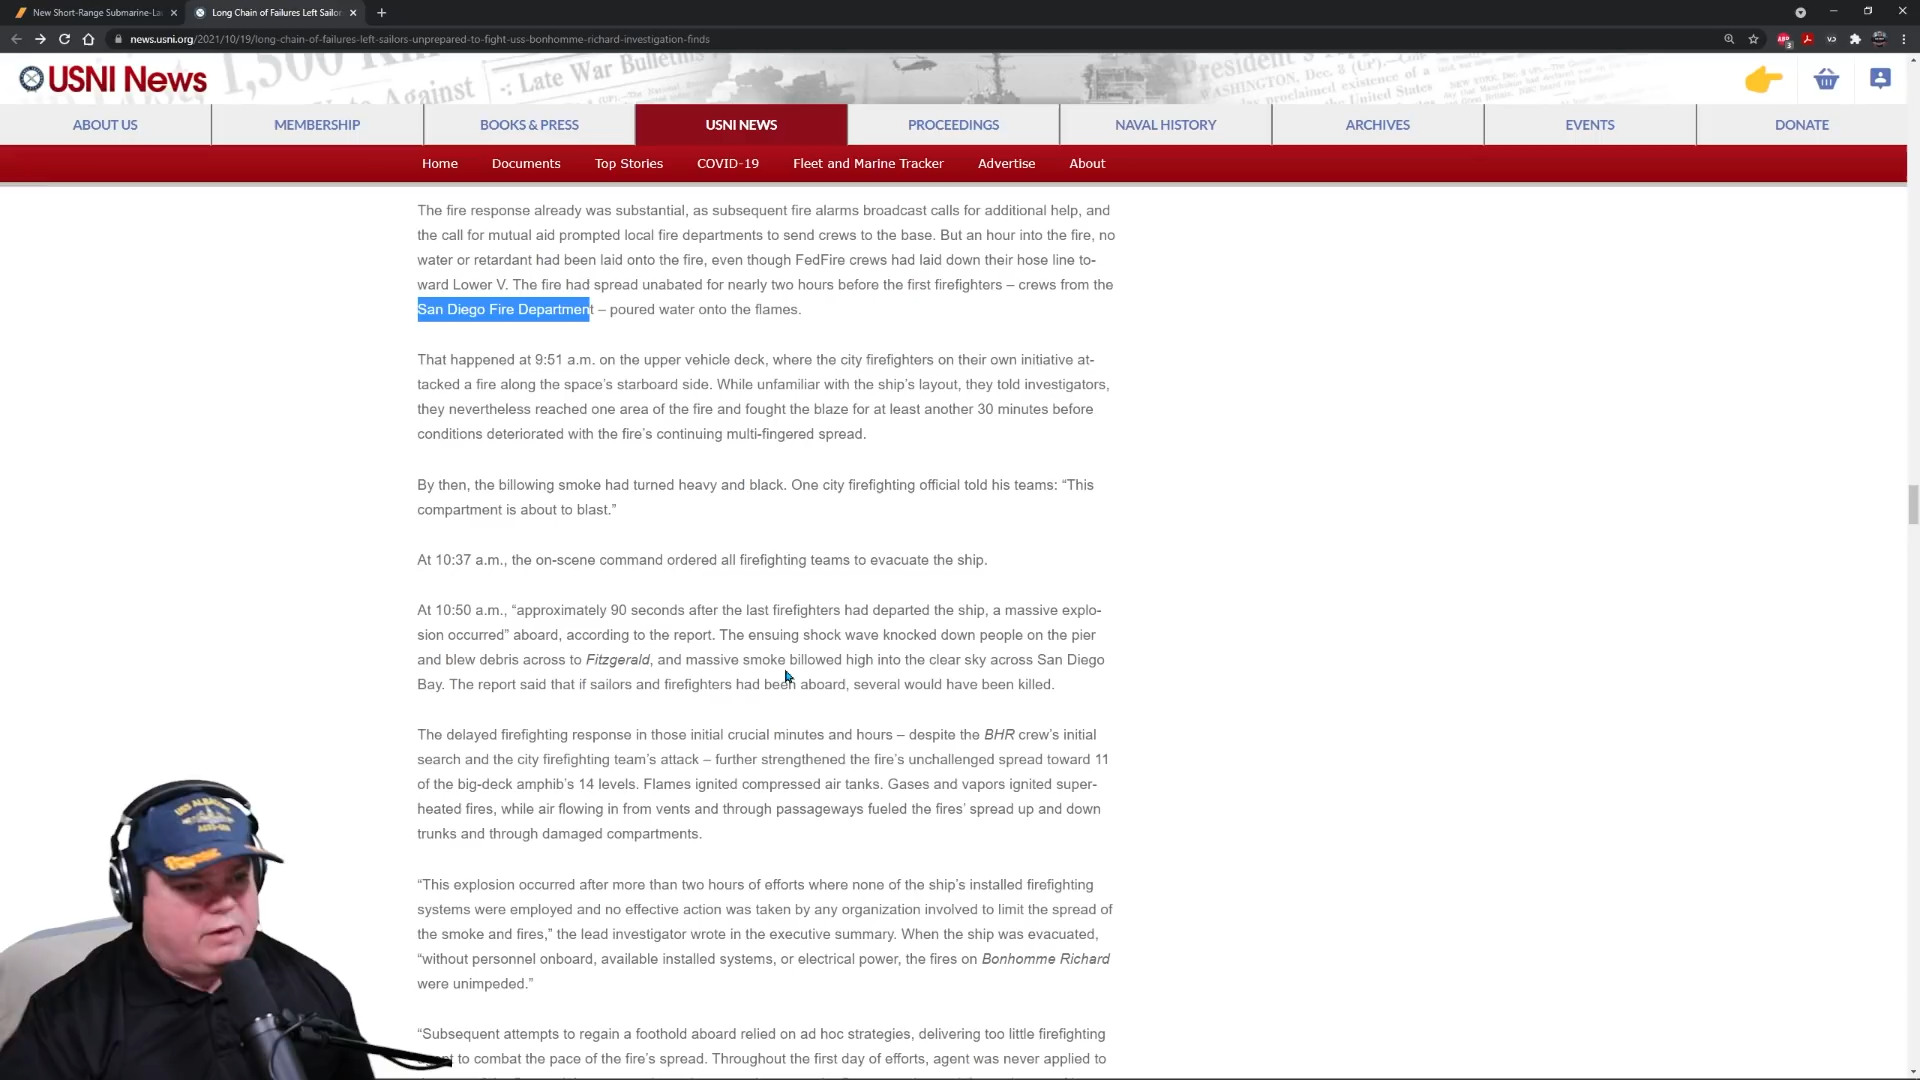 New Short-Range Submarine-La
Long Chain of Failures Left Sailor
news.usni.org/2021/10/19/long-chain-of-failures-left-sailors-unprepared-to-fight-uss-bonhomme-richard-investigation-finds
USNI News
Late War Bulletins
Against
President's
WASHINGTON, Dec. 8
proclaimed existence of a
United States
ABOUT US
MEMBERSHIP
BOOKS & PRESS
USNI NEWS
PROCEEDINGS
NAVAL HISTORY
ARCHIVES
EVENTS
DONATE
Home
Documents
Top Stories
COVID-19
Fleet and Marine Tracker
Advertise
About
The fire response already was substantial, as subsequent fire alarms broadcast calls for additional help, and
the call for mutual aid prompted local fire departments to send crews to the base. But an hour into the fire, no
water or retardant had been laid onto the fire, even though FedFire crews had laid down their hose line to-
ward Lower V. The fire had spread unabated for nearly two hours before the first firefighters – crews from the
San Diego Fire Department – poured water onto the flames.
That happened at 9:51 a.m. on the upper vehicle deck, where the city firefighters on their own initiative at-
tacked a fire along the space’s starboard side. While unfamiliar with the ship’s layout, they told investigators,
they nevertheless reached one area of the fire and fought the blaze for at least another 30 minutes before
conditions deteriorated with the fire’s continuing multi-fingered spread.
By then, the billowing smoke had turned heavy and black. One city firefighting official told his teams: “This
compartment is about to blast.”
At 10:37 a.m., the on-scene command ordered all firefighting teams to evacuate the ship.
At 10:50 a.m., “approximately 90 seconds after the last firefighters had departed the ship, a massive explo-
sion occurred” aboard, according to the report. The ensuing shock wave knocked down people on the pier
and blew debris across to Fitzgerald, and massive smoke billowed high into the clear sky across San Diego
Bay. The report said that if sailors and firefighters had been aboard, several would have been killed.
The delayed firefighting response in those initial crucial minutes and hours – despite the BHR crew’s initial
search and the city firefighting team’s attack – further strengthened the fire’s unchallenged spread toward 11
of the big-deck amphib’s 14 levels. Flames ignited compressed air tanks. Gases and vapors ignited super-
heated fires, while air flowing in from vents and through passageways fueled the fires’ spread up and down
trunks and through damaged compartments.
“This explosion occurred after more than two hours of efforts where none of the ship’s installed firefighting
systems were employed and no effective action was taken by any organization involved to limit the spread of
the smoke and fires,” the lead investigator wrote in the executive summary. When the ship was evacuated,
“without personnel onboard, available installed systems, or electrical power, the fires on Bonhomme Richard
were unimpeded.”
“Subsequent attempts to regain a foothold aboard relied on ad hoc strategies, delivering too little firefighting
to combat the pace of the fire’s spread. Throughout the first day of efforts, agent was never applied to